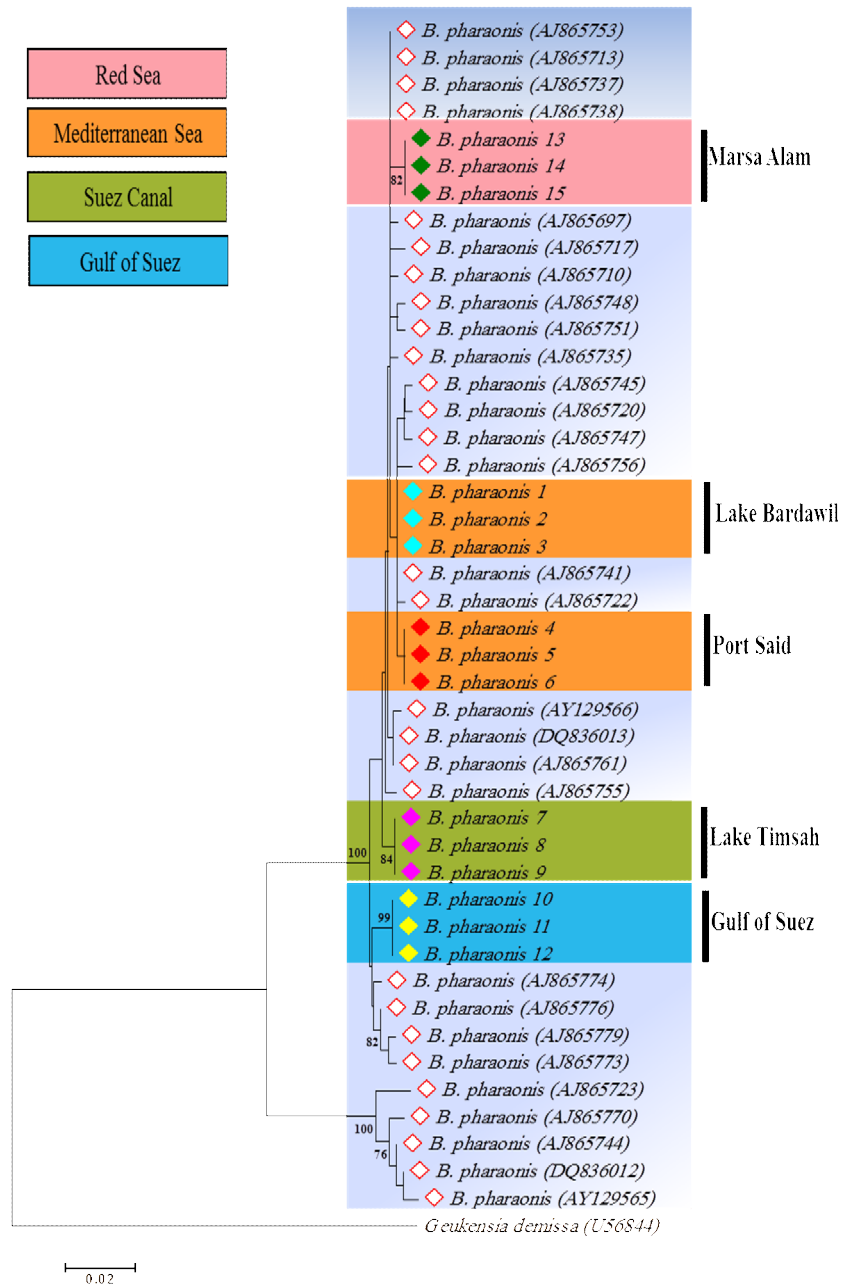 Red Sea
Mediterranean Sea
Suez Canal
Gulf of Suez
B. pharaonis (AJ865753)
B. pharaonis (AJ865713)
B. pharaonis (AJ865737)
B. pharaonis (AJ865738)
B. pharaonis 13
B. pharaonis 14
B. pharaonis 15
Marsa Alam
82
B. pharaonis (AJ865697)
B. pharaonis (AJ865717)
B. pharaonis (AJ865710)
B. pharaonis (AJ865748)
B. pharaonis (AJ865751)
B. pharaonis (AJ865735)
B. pharaonis (AJ865745)
B. pharaonis (AJ865720)
B. pharaonis (AJ865747)
B. pharaonis (AJ865756)
B. pharaonis 1
B. pharaonis 2
B. pharaonis 3
Lake Bardawil
B. pharaonis (AJ865741)
B. pharaonis (AJ865722)
B. pharaonis 4
B. pharaonis 5
B. pharaonis 6
Port Said
B. pharaonis (AY129566)
B. pharaonis (DQ836013)
B. pharaonis (AJ865761)
B. pharaonis (AJ865755)
B. pharaonis 7
B. pharaonis 8
B. pharaonis 9
Lake Timsah
100
84
B. pharaonis 10
B. pharaonis 11
B. pharaonis 12
Gulf of Suez
99
B. pharaonis (AJ865774)
B. pharaonis (AJ865776)
B. pharaonis (AJ865779)
B. pharaonis (AJ865773)
82
B. pharaonis (AJ865723)
B. pharaonis (AJ865770)
B. pharaonis (AJ865744)
B. pharaonis (DQ836012)
B. pharaonis (AY129565)
100
76
Geukensia demissa (U56844)
0.02